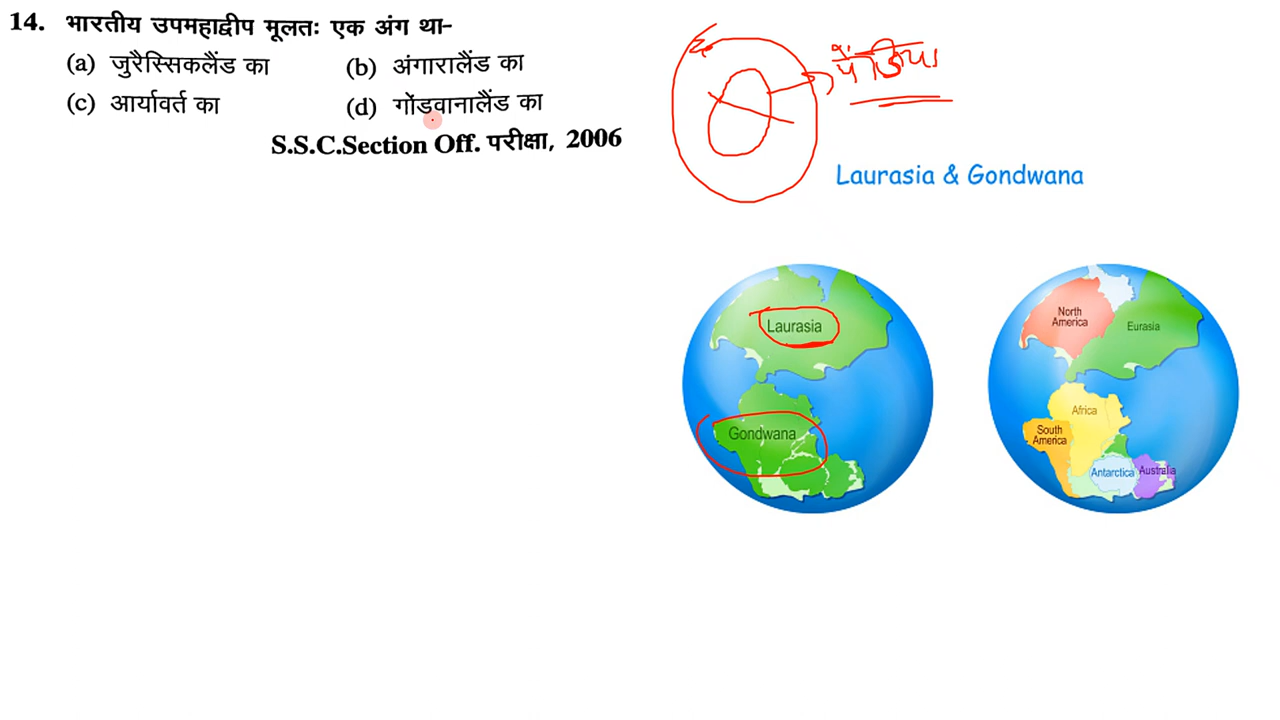 14. भारतीय उपमहाद्वीप मूलतः एक अंग था-
(a) जुरैस्सिकलैंड का (b) अंगारालैंड का
(c) आर्यावर्त का (d) गोंडवानालैंड का
S.S.C.Section Off. परीक्षा, 2006
Laurasia & Gondwana
Laurasia
Gondwana
North
America
Eurasia
Africa
South
America
Antarctica
Australia